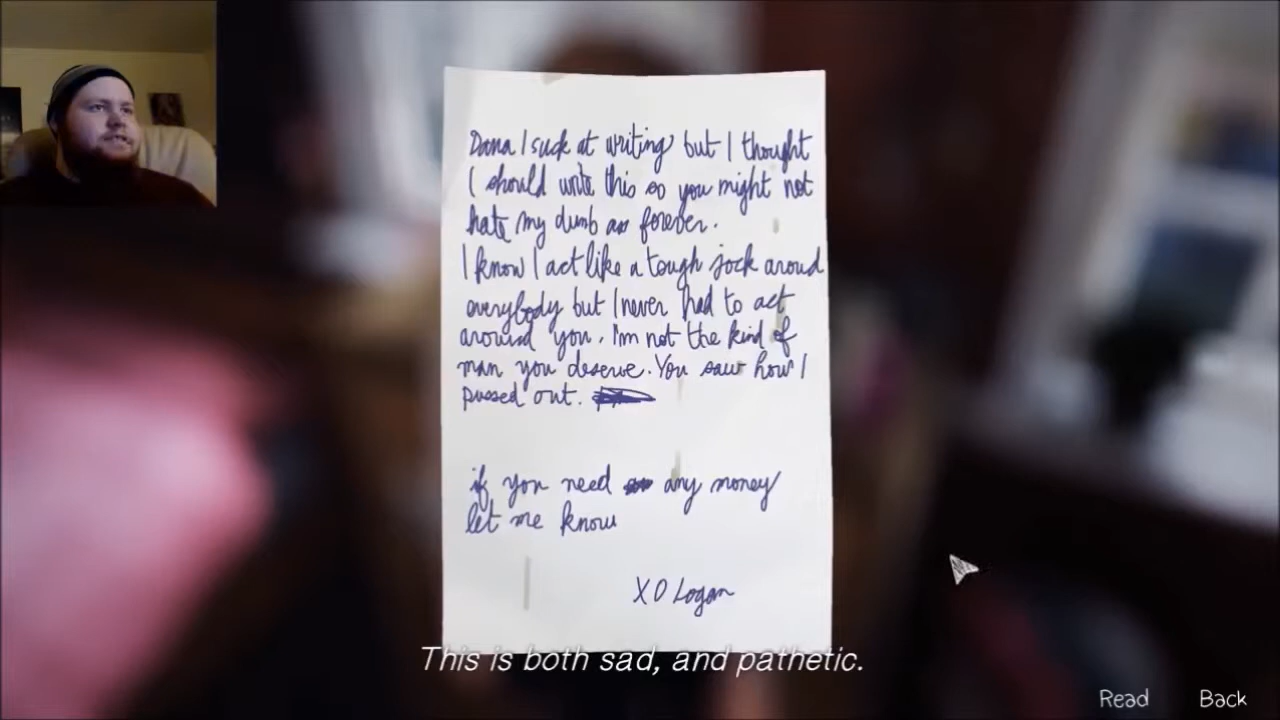 Dana I suck at writing but I thought
I should write this so you might not
hate my dumb ass forever.
I know I act like a tough jock aroud
everybody but I never had to act
around you. I'm not the kind of
man you deserve. You saw how I
pussed out.
if you need any money
let me know
XO Logan
This is both sad, and pathetic.
Read Back